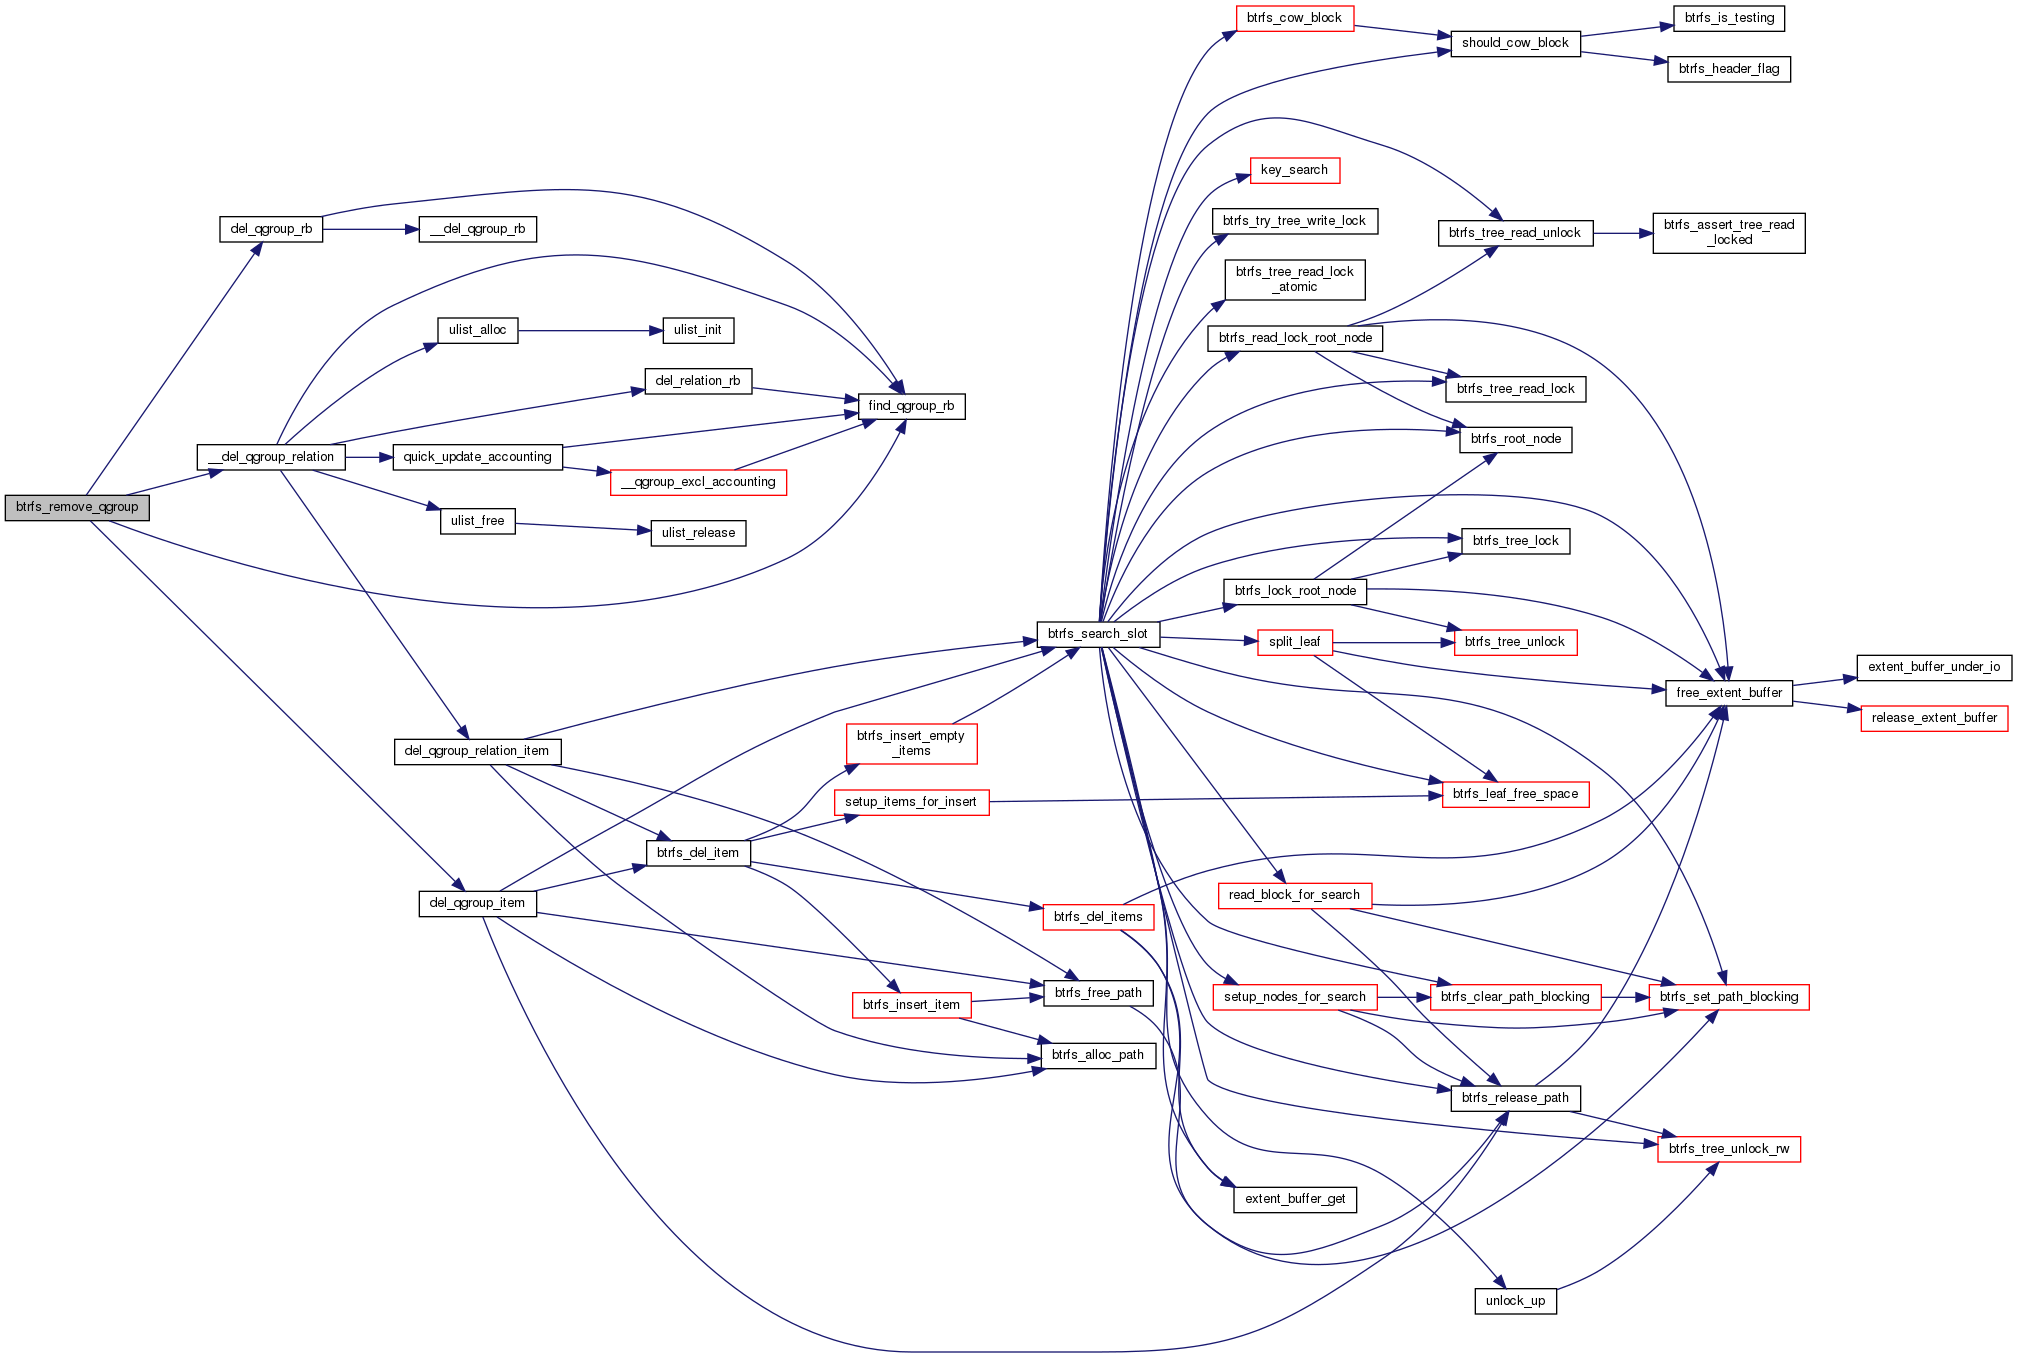 btrfs_cow_block
btrfs_is_testing
should_cow_block
btrfs_header_flag
key_search
btrfs_try_tree_write_lock
del_qgroup_rb
__del_qgroup_rb
btrfs_tree_read_unlock
btrfs_assert_tree_read
_locked
btrfs_tree_read_lock
_atomic
ulist_alloc
ulist_init
btrfs_read_lock_root_node
del_relation_rb
btrfs_tree_read_lock
find_qgroup_rb
btrfs_root_node
__del_qgroup_relation
quick_update_accounting
__qgroup_excl_accounting
btrfs_remove_qgroup
ulist_free
ulist_release
btrfs_tree_lock
btrfs_lock_root_node
btrfs_search_slot
split_leaf
btrfs_tree_unlock
extent_buffer_under_io
free_extent_buffer
release_extent_buffer
btrfs_insert_empty
_items
del_qgroup_relation_item
setup_items_for_insert
btrfs_leaf_free_space
btrfs_del_item
read_block_for_search
del_qgroup_item
btrfs_del_items
btrfs_free_path
setup_nodes_for_search
btrfs_clear_path_blocking
btrfs_set_path_blocking
btrfs_insert_item
btrfs_alloc_path
btrfs_release_path
btrfs_tree_unlock_rw
extent_buffer_get
unlock_up